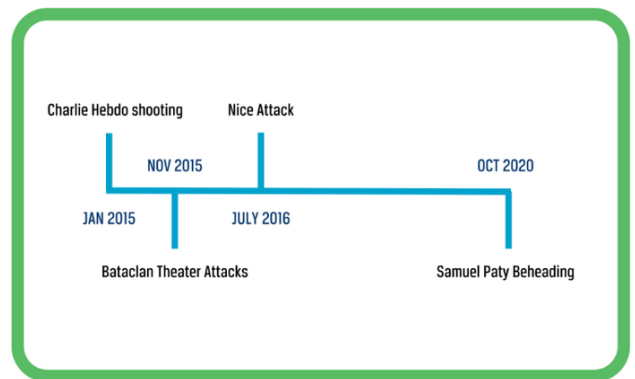 Charlie Hebdo shooting
Nice Attack
NOV 2015
OCT 2020
JAN 2015
JULY 2016
Bataclan Theater Attacks
Samuel Paty Beheading